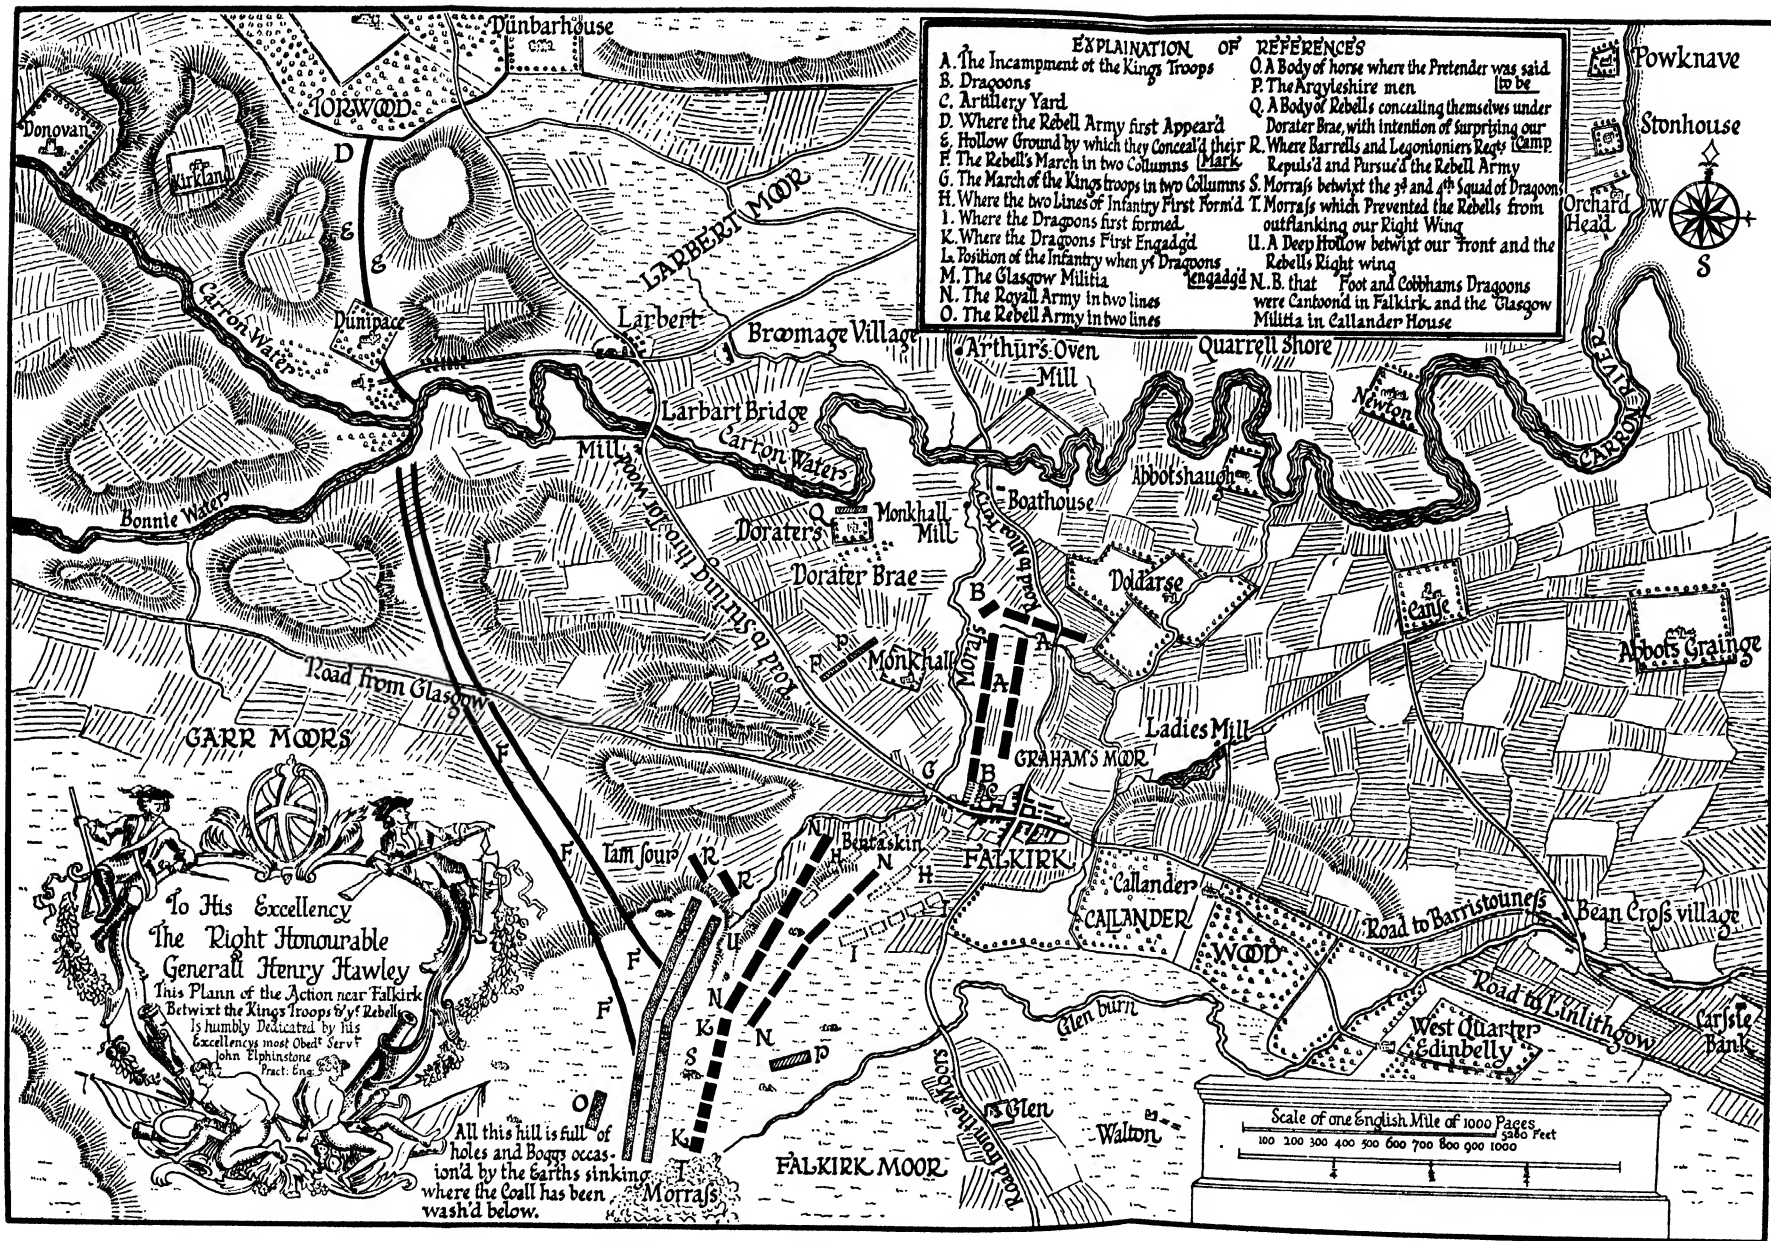 EXPLAINATION OF REFERENCES
A. The Incampment of the Kings Troops
B. Dragoons
C. Artillery Yard
D. Where the Rebell Army first Appear'd
E. Hollow Ground by which they Conceal'd their
Mark
F. The Rebell's March in two Collumns
G. The March of the Kings troops in two Collumns
H. Where the two Lines of Infantry First Form'd
I. Where the Dragoons first formed
K. Where the Dragoons First Engadg'd
L. Position of the Infantry when yͤ Dragoons
engadg'd
M. The Glasgow Militia
N. The Royall Army in two lines
O. The Rebell Army in two lines
O. A Body of horse where the Pretender was said
to be
P. The Argyleshire men
Q. A Body of Rebells concealing themselves under
Dorater Brae, with intention of Surprizing our
Camp
R. Where Barrells and Legonioniers Regᵗˢ
Repuls'd and Pursue'd the Rebell Army
S. Morraſs betwixt the 3ᵈ and 4ᵗʰ Squad of Dragoons
T. Morraſs which Prevented the Rebells from
outflanking our Right Wing
U. A Deep Hollow betwixt our front and the
Rebells Right wing
N.B. that Foot and Cobbhams Dragoons
were Cantoond in Falkirk and the Glasgow
Militia in Callander House
Dunbarhouse
Powknave
TORWOOD
Donovan
Stonhouse
D
Kirkland
Orchard
Head
W
S
LARBERT MOOR
E
E
Carron Water
Dunipace
Larbert
Broomage Village
Arthur's Oven
Quarrell Shore
Mill
CARRON RIVER
Newton
Larbart Bridge
Carron Water
Mill
Abbotshaugh
Boathouse
Bonnie Water
Q
Monkhall
Mill
Doraters
Dorater Brae
Road to Stirling thro. Tor Wood
Road to Alloa Ferry
Doldarse
B
Canse
A
Morass
P
P
Monkhall
Abbots Grainge
Road from Glasgow
A
GARR MOORS
Ladies Mill
F
GRAHAM'S MOOR
G
B
C
F
Tam four
R
R
N
H
Bentaskin
N
H
FALKIRK
I
I
Callander
CALLANDER
WOOD
Road to Barristouneſs
Bean Croſs village
U
F
F
N
K
N
S
P
Glen burn
Road to Linlithgow
Carſsle
Bank
West Quarter
Edinbelly
O
K
T
Morraſs
FALKIRK MOOR
Road from the Moors
Glen
Walton
To His Excellency
The Right Honourable
Generall Henry Hawley
This Plann of the Action near Falkirk
Betwixt the Kings Troops & yᵉ Rebells
Is humbly Dedicated by his
Excellencys most Obedᵗ Servᵗ
John Elphinstone
Pract: Eng:
All this hill is full of
holes and Boggs occas-
ion'd by the Earths sinking
where the Coall has been
wash'd below.
Scale of one English Mile of 1000 Paces
5280 Feet
100 200 300 400 500 600 700 800 900 1000